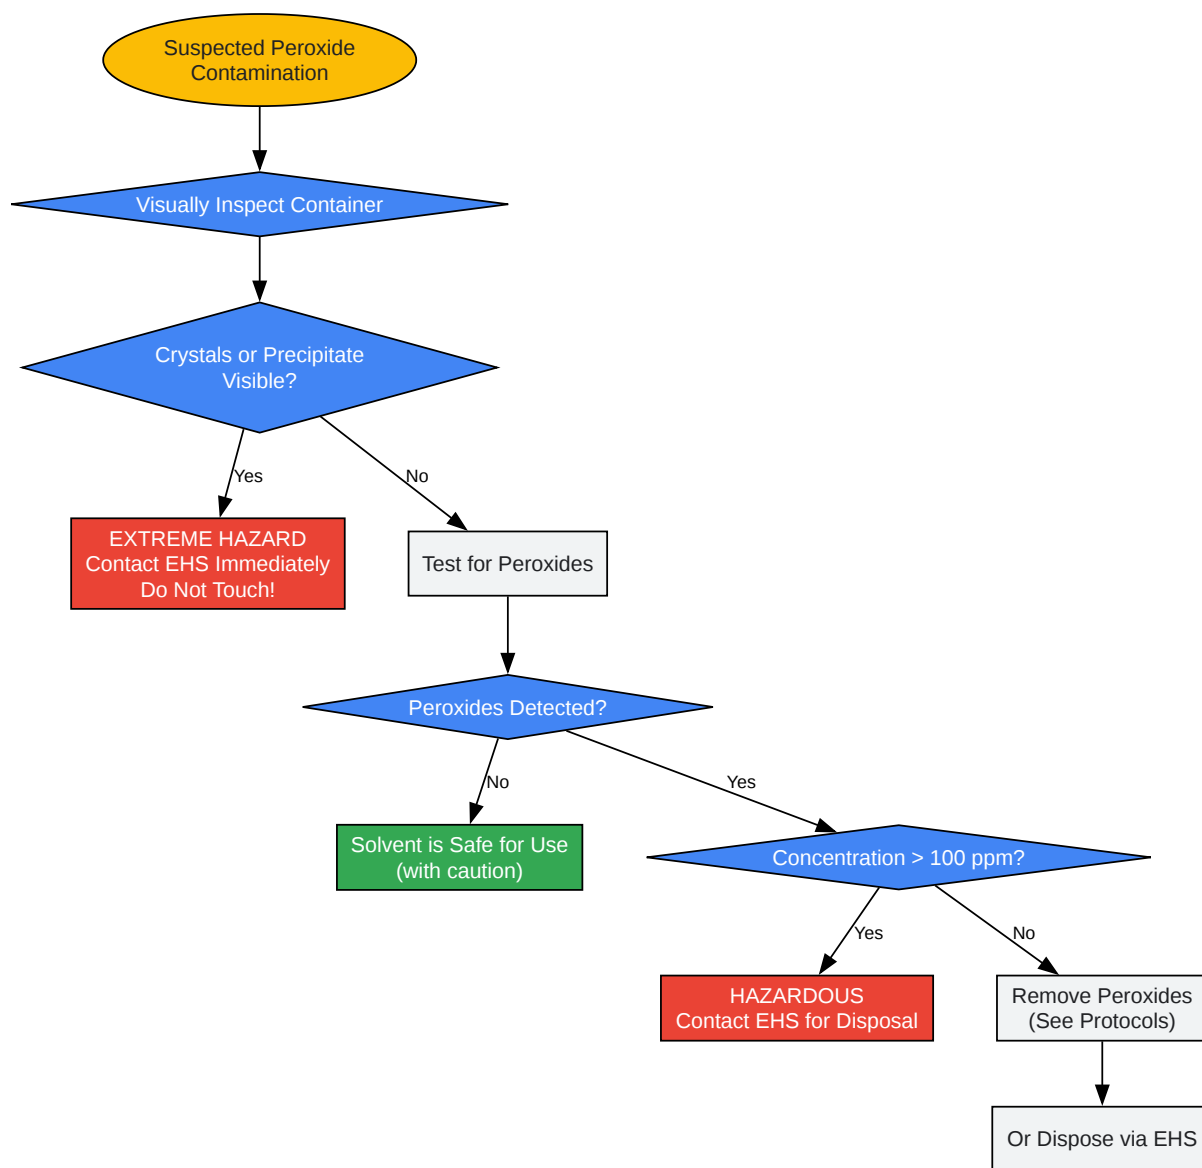 Suspected Peroxide
Contamination
Visually Inspect Container
Crystals or Precipitate
Visible?
Yes
No
EXTREME HAZARD
Contact EHS Immediately
Do Not Touch!
Test for Peroxides
Peroxides Detected?
No
Yes
Solvent is Safe for Use
(with caution)
Concentration > 100 ppm?
Yes
No
HAZARDOUS
Contact EHS for Disposal
Remove Peroxides
(See Protocols)
Or Dispose via EHS